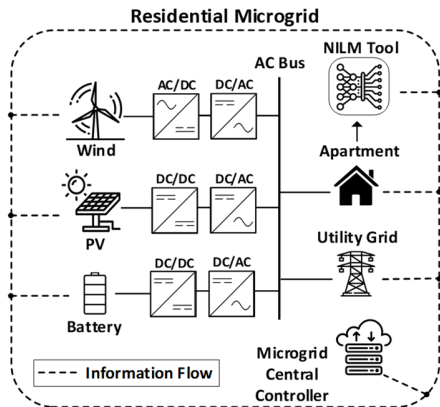 Residential Microgrid
AC/DC
DC/AC
AC Bus
NILM Tool
Wind
Apartment
DC/DC
DC/AC
PV
Utility Grid
DC/DC
DC/AC
Battery
Microgrid
Central
Controller
Information Flow